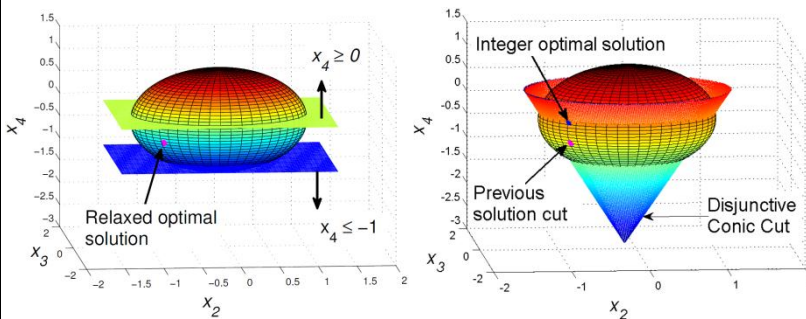 1.5
1
0.5
0
−0.5
−1
−1.5
−2
−2.5
−3
x4
2
0
−2
x3
−2
−1.5
−1
−0.5
0
0.5
1
1.5
2
x2
x4 ≥ 0
x4 ≤ −1
Relaxed optimal
solution
1.5
1
0.5
0
−0.5
−1
−1.5
−2
−2.5
−3
x4
2
0
−2
x3
−2
−1
0
1
x2
Integer optimal solution
Previous
solution cut
Disjunctive
Conic Cut